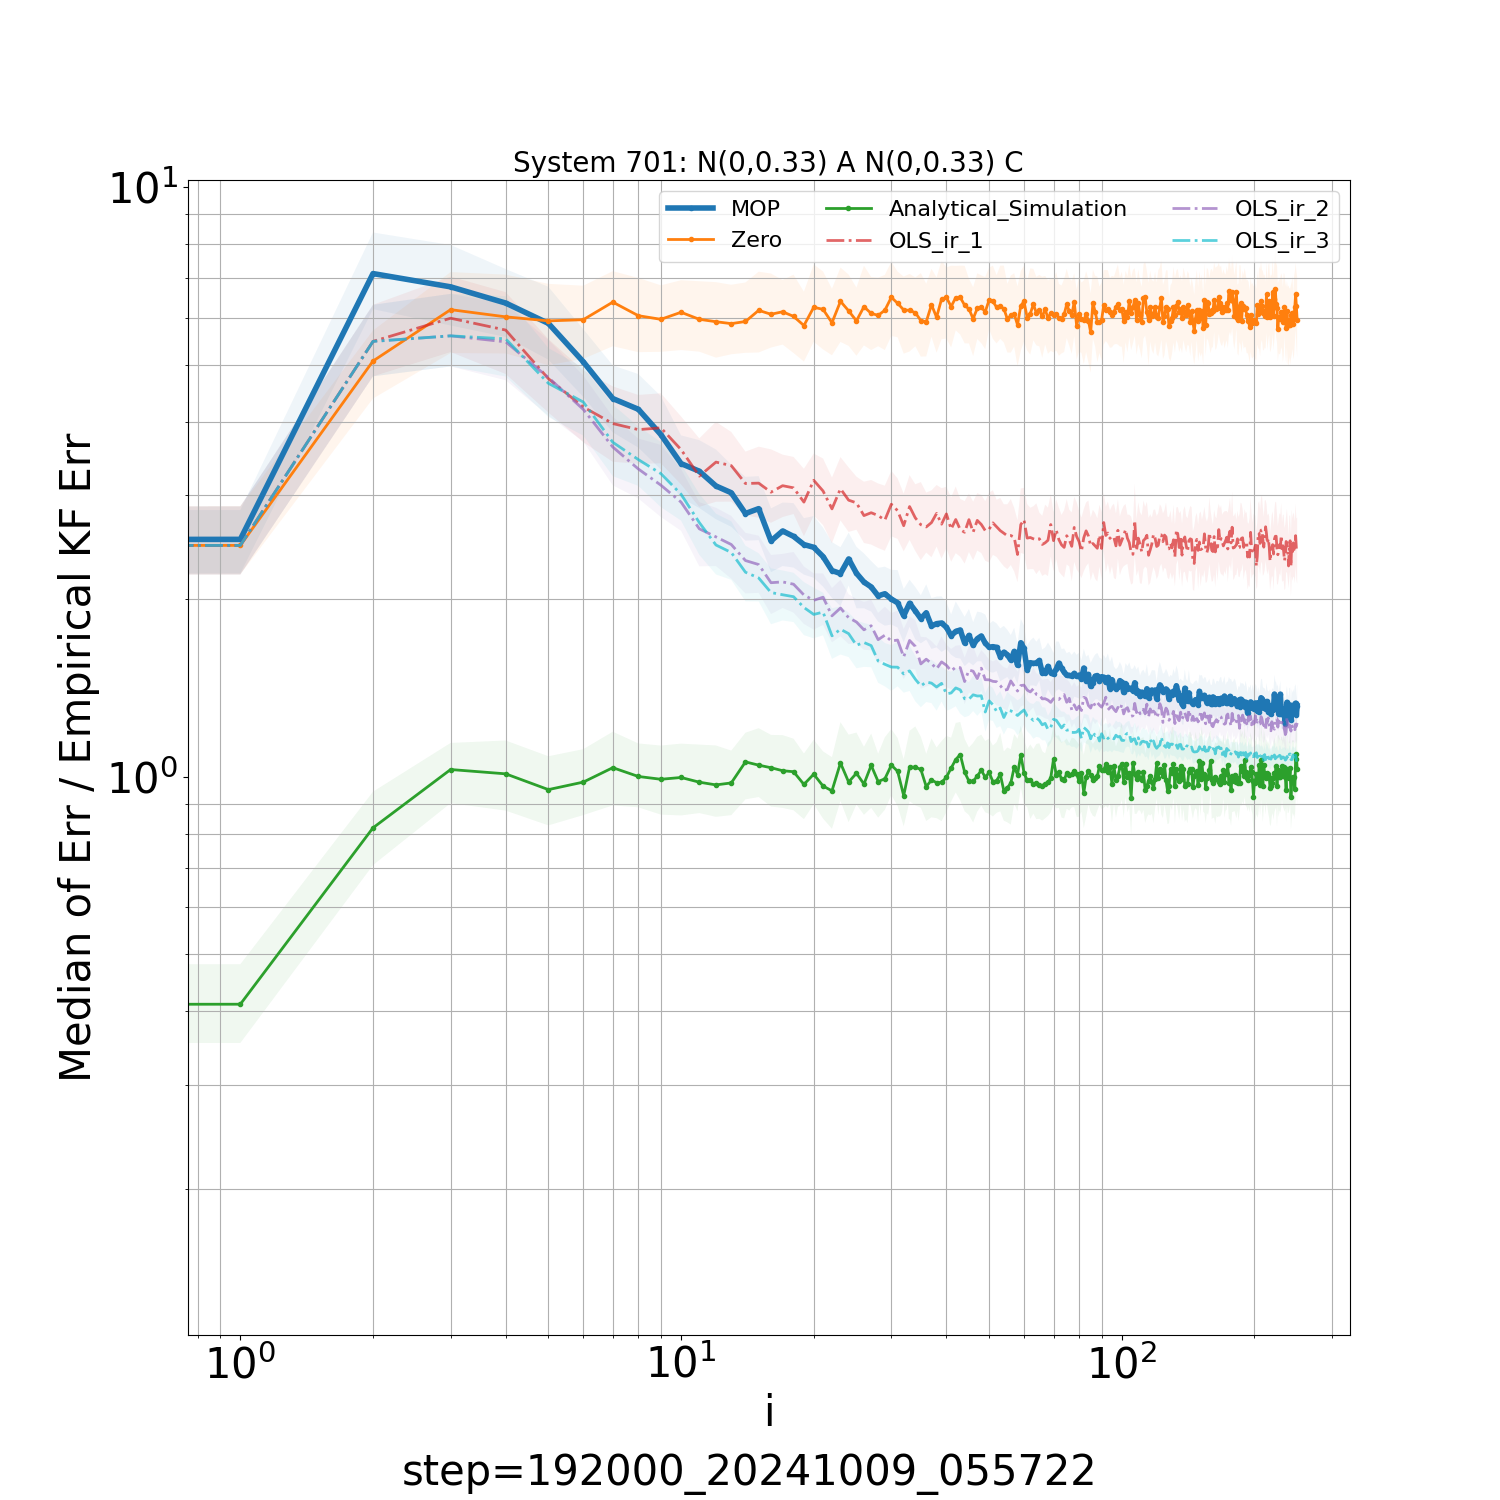 System 701: N(0,0.33) A N(0,0.33) C
MOP
Zero
Analytical_Simulation
OLS_ir_1
OLS_ir_2
OLS_ir_3
Median of Err / Empirical KF Err
10¹
10⁰
10⁰ 10¹ 10²
i
step=192000_20241009_055722